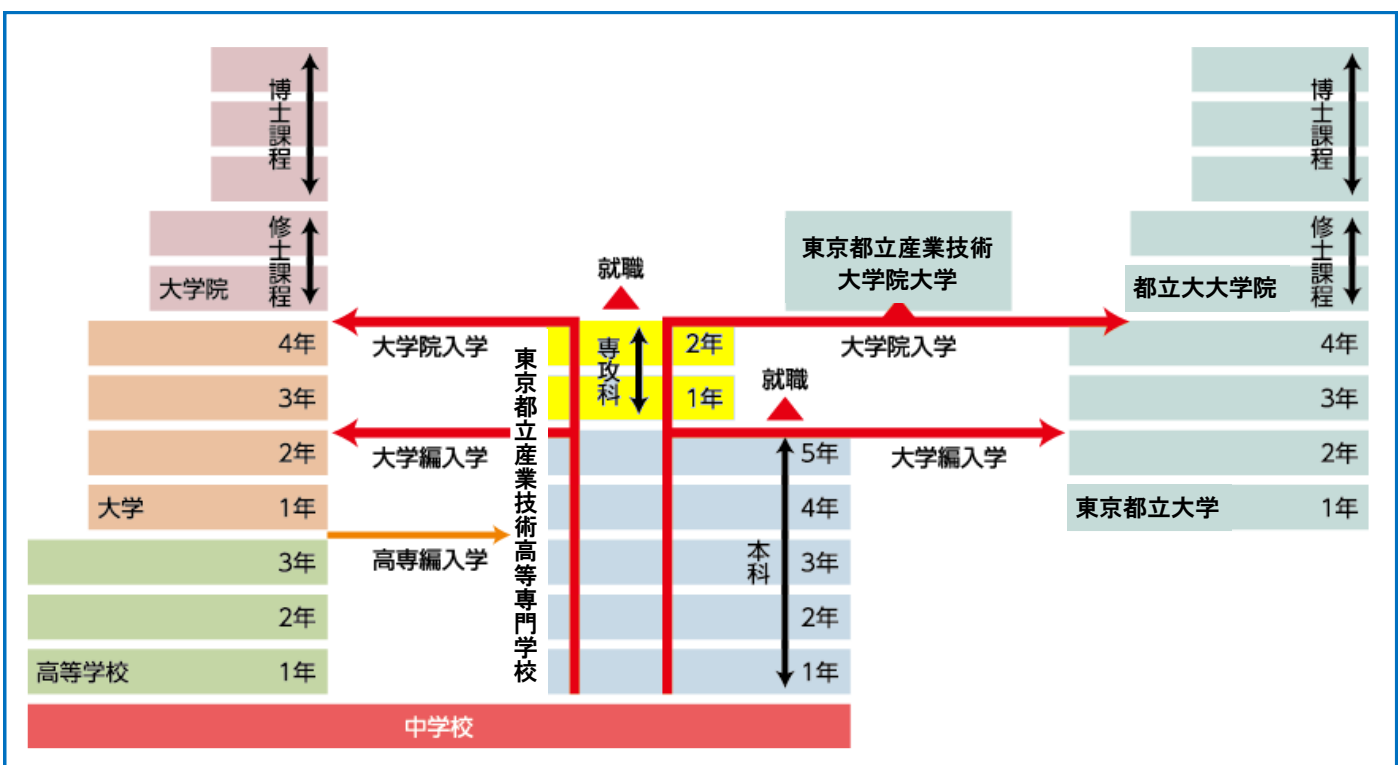 博士課程
修士課程
大学院
4年
3年
2年
大学
1年
3年
2年
高等学校
1年
中学校
大学院入学
大学編入学
高専編入学
東京都立産業技術高等専門学校
就職
専攻科
2年
1年
就職
本科
5年
4年
3年
2年
1年
東京都立産業技術
大学院大学
大学院入学
大学編入学
博士課程
修士課程
都立大大学院
4年
3年
2年
東京都立大学
1年